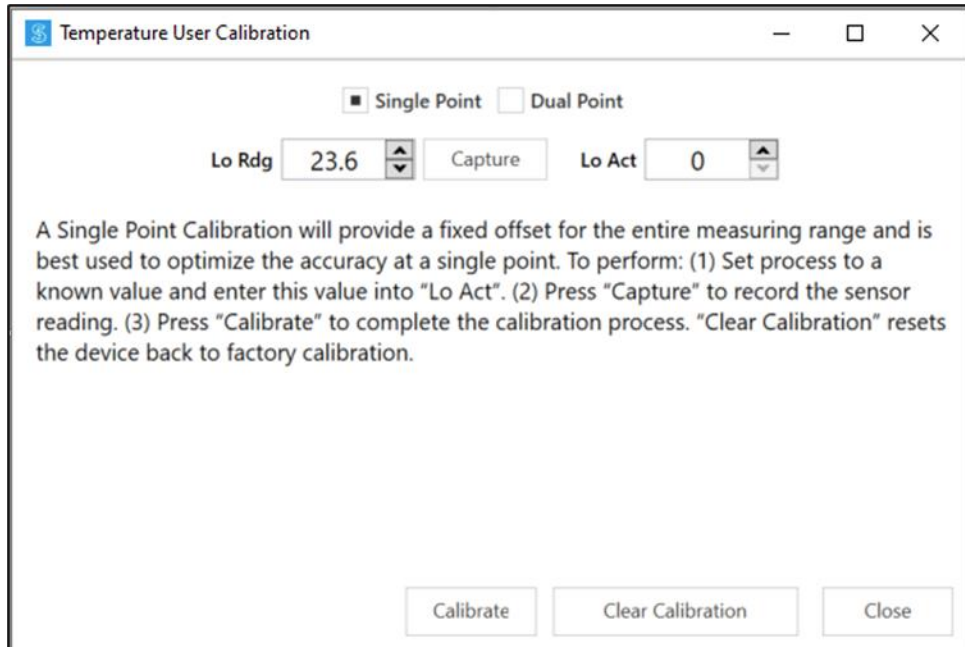 Temperature User Calibration
Single Point Dual Point
Lo Rdg 23.6 Capture Lo Act 0
A Single Point Calibration will provide a fixed offset for the entire measuring range and is
best used to optimize the accuracy at a single point. To perform: (1) Set process to a
known value and enter this value into “Lo Act”. (2) Press “Capture” to record the sensor
reading. (3) Press “Calibrate” to complete the calibration process. “Clear Calibration” resets
the device back to factory calibration.
Calibrate Clear Calibration Close